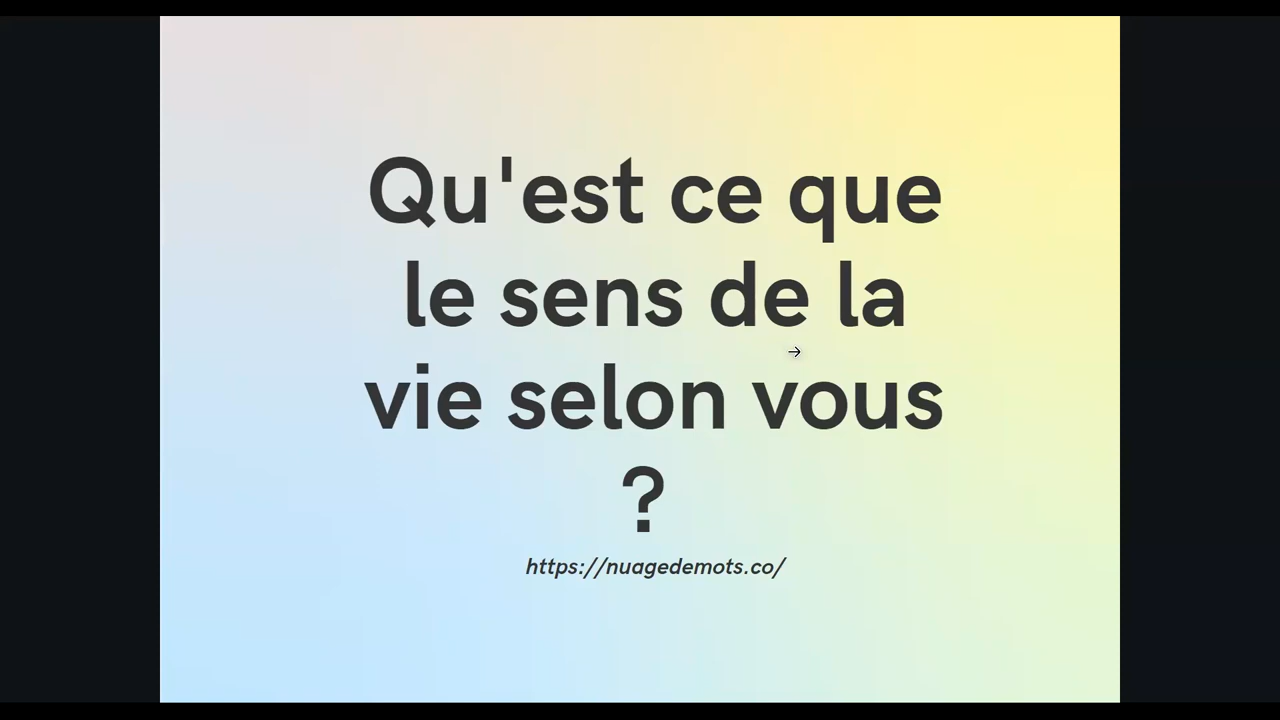 Qu'est ce que
le sens de la
vie selon vous
?
https://nuagedemots.co/